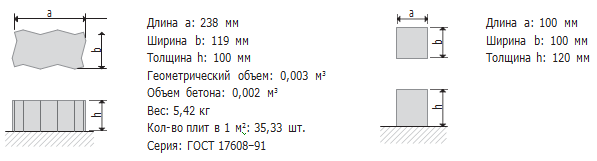 a
b
h
Длина a: 238 мм
Ширина b: 119 мм
Толщина h: 100 мм
Геометрический объем: 0,003 м³
Объем бетона: 0,002 м³
Вес: 5,42 кг
Кол-во плит в 1 м²: 35,33 шт.
Серия: ГОСТ 17608–91
a
b
h
Длина a: 100 мм
Ширина b: 100 мм
Толщина h: 120 мм